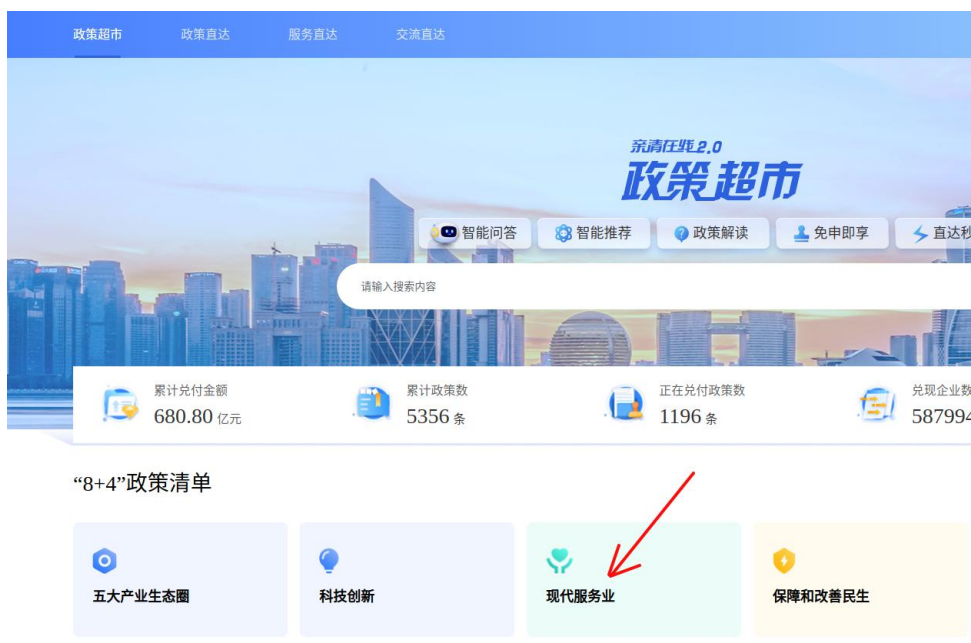 政策超市 政策直达 服务直达 交流直达
亲清在线2.0
政策超市
智能问答 智能推荐 政策解读 免申即享 直达秒
请输入搜索内容
累计兑付金额 累计政策数 正在兑付政策数 兑现企业数
680.80 亿元 5356 条 1196 条 587994
“8+4”政策清单
五大产业生态圈 科技创新 现代服务业 保障和改善民生